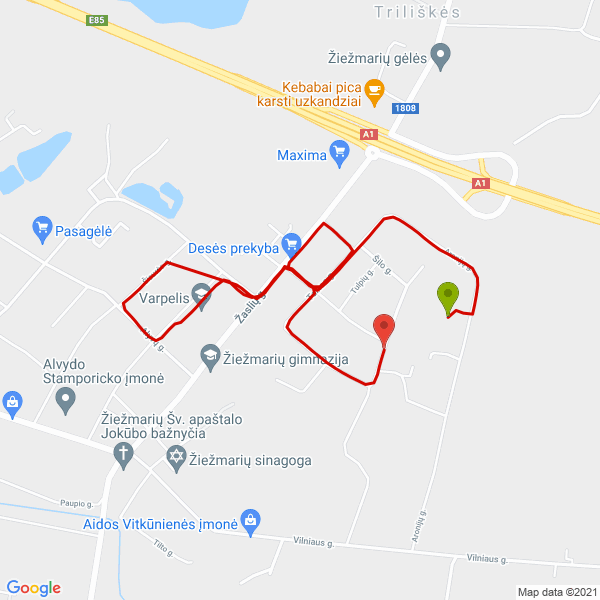 Triliškės
E85
Žiežmarių gėlės
Kebabai pica
karsti uzkandziai
1808
A1
Maxima
A1
Pasagėlė
Desės prekyba
Šilo g.
Tulpių g.
Varpelis
Žaslių g.
Žiežmarių gimnazija
Alvydo
Stamporicko įmonė
Žiežmarių Šv. apaštalo
Jokūbo bažnyčia
Žiežmarių sinagoga
Paupio g.
Aidos Vitkūnienės įmonė
Aronijų g.
Tilto g.
Vilniaus g.
Vilniaus g.
Google
Map data ©2021